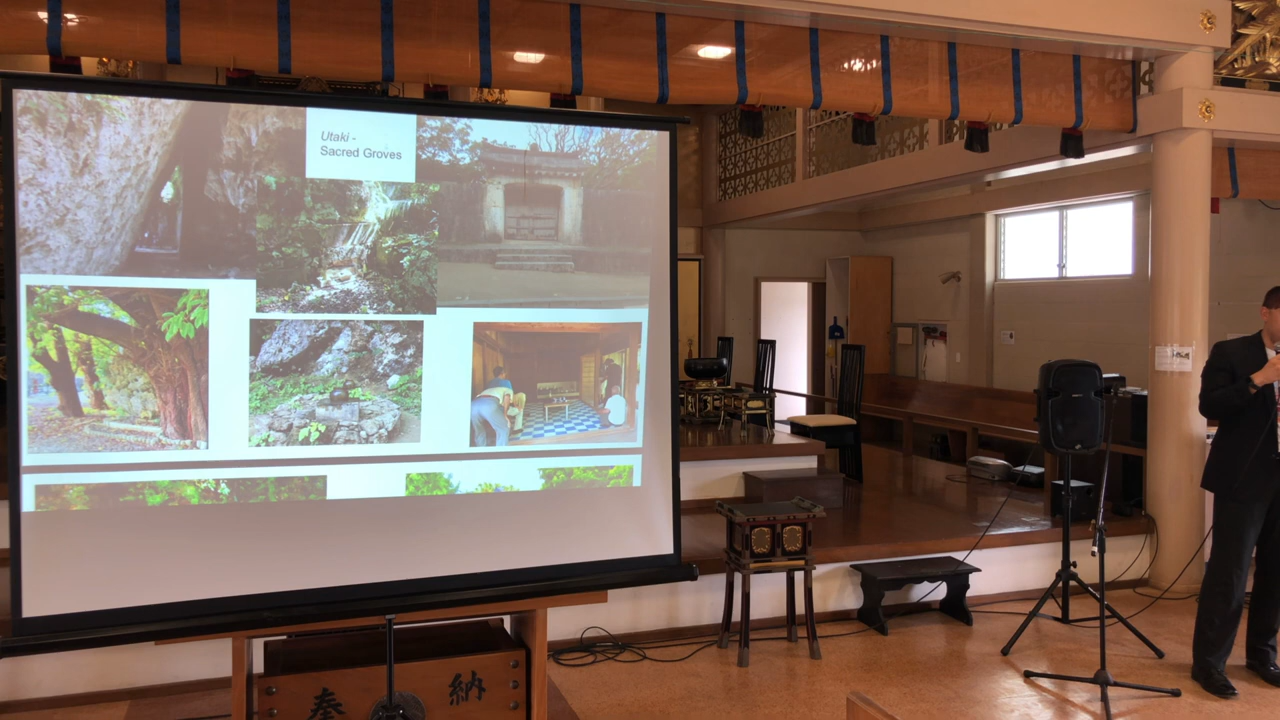 Utaki -
Sacred Groves
奉 納